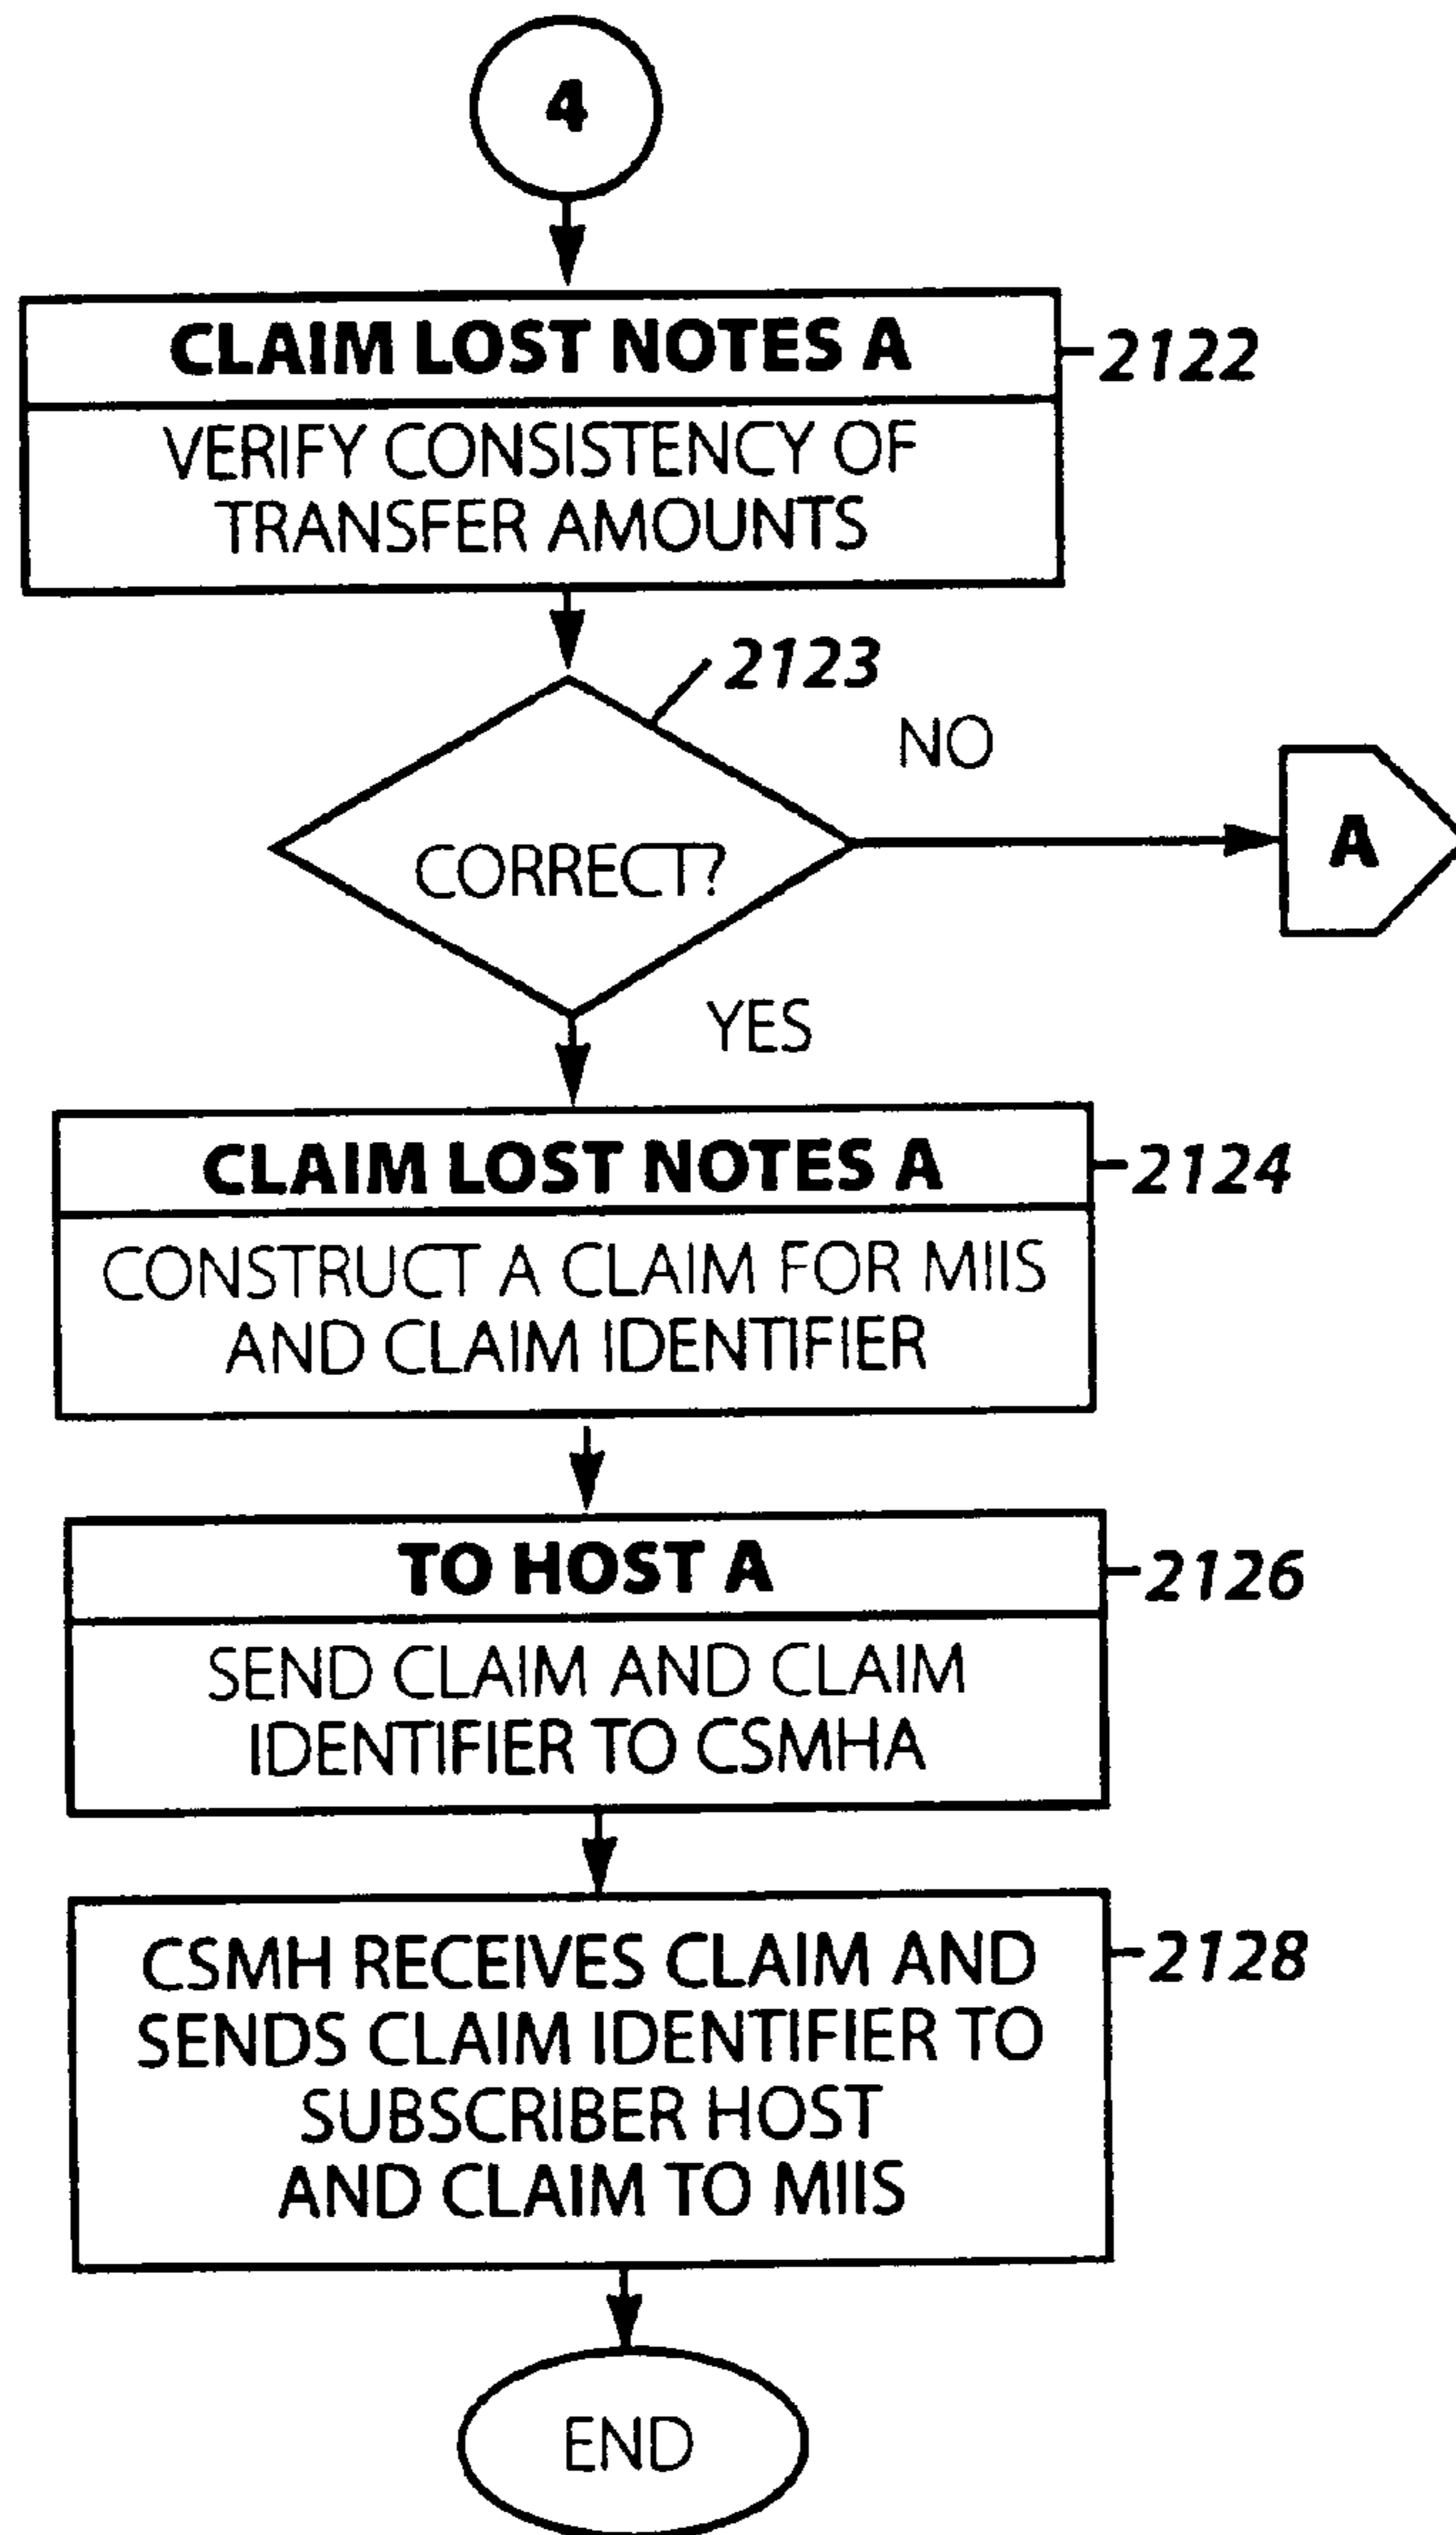 4
CLAIM LOST NOTES A
2122
VERIFY CONSISTENCY OF
TRANSFER AMOUNTS
2123
NO
CORRECT?
A
YES
CLAIM LOST NOTES A
2124
CONSTRUCT A CLAIM FOR MIIS
AND CLAIM IDENTIFIER
TO HOST A
2126
SEND CLAIM AND CLAIM
IDENTIFIER TO CSMHA
CSMH RECEIVES CLAIM AND
2128
SENDS CLAIM IDENTIFIER TO
SUBSCRIBER HOST
AND CLAIM TO MIIS
END